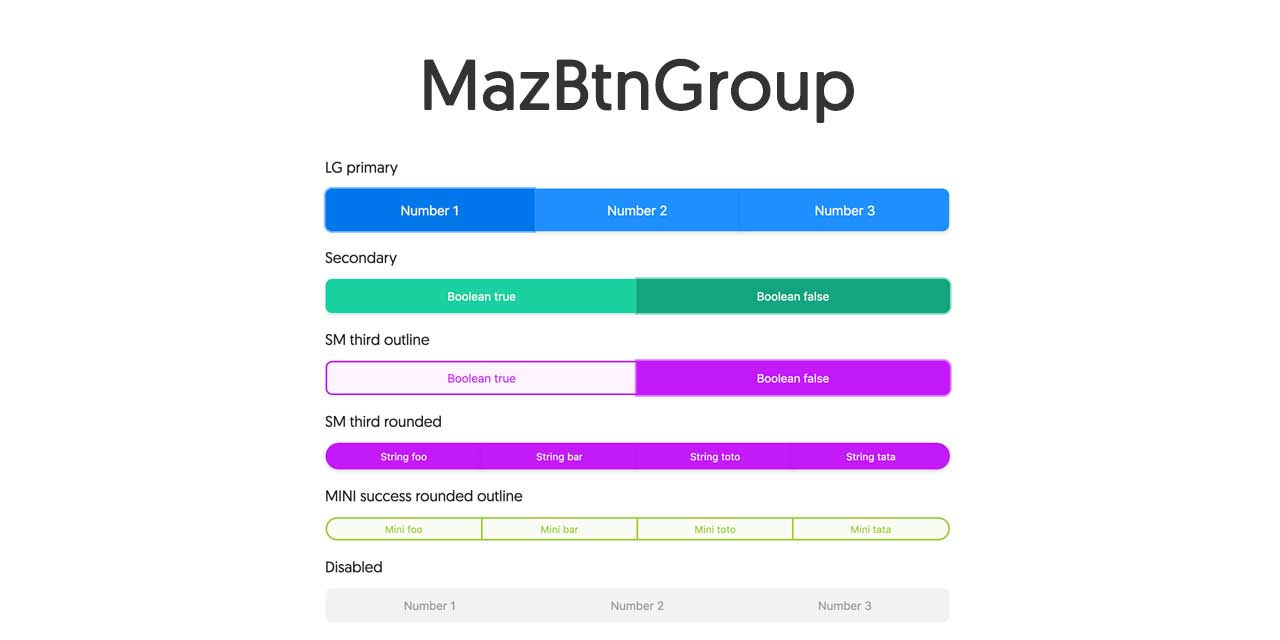 MazBtnGroup
LG primary
Number 1 Number 2 Number 3
Secondary
Boolean true Boolean false
SM third outline
Boolean true Boolean false
SM third rounded
String foo String bar String toto String tata
MINI success rounded outline
Mini foo Mini bar Mini toto Mini tata
Disabled
Number 1 Number 2 Number 3